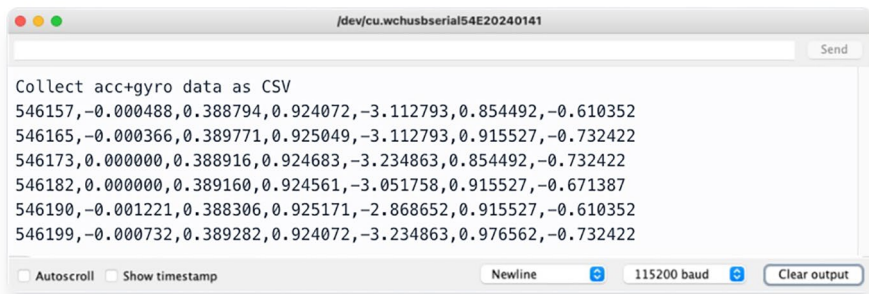 /dev/cu.wchusbserial54E20240141
Send
Collect acc+gyro data as CSV
546157,-0.000488,0.388794,0.924072,-3.112793,0.854492,-0.610352
546165,-0.000366,0.389771,0.925049,-3.112793,0.915527,-0.732422
546173,0.000000,0.388916,0.924683,-3.234863,0.854492,-0.732422
546182,0.000000,0.389160,0.924561,-3.051758,0.915527,-0.671387
546190,-0.001221,0.388306,0.925171,-2.868652,0.915527,-0.610352
546199,-0.000732,0.389282,0.924072,-3.234863,0.976562,-0.732422
Autoscroll Show timestamp Newline 115200 baud Clear output